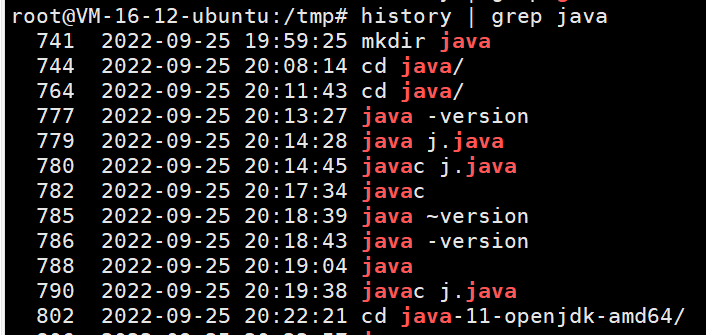 root@VM-16-12-ubuntu:/tmp# history | grep java
741 2022-09-25 19:59:25 mkdir java
744 2022-09-25 20:08:14 cd java/
764 2022-09-25 20:11:43 cd java/
777 2022-09-25 20:13:27 java -version
779 2022-09-25 20:14:28 java j.java
780 2022-09-25 20:14:45 javac j.java
782 2022-09-25 20:17:34 javac
785 2022-09-25 20:18:39 java ~version
786 2022-09-25 20:18:43 java -version
788 2022-09-25 20:19:04 java
790 2022-09-25 20:19:38 javac j.java
802 2022-09-25 20:22:21 cd java-11-openjdk-amd64/